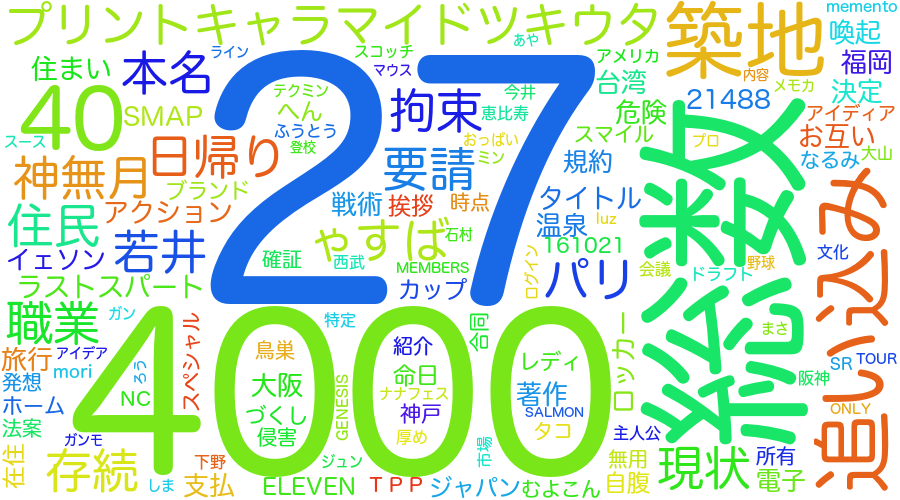 プリントキャラマイドツキウタ
築地
memento
喚起
ライン
スコッチ
あや
アメリカ
福岡
住まい
本名
マウス
台湾
内容
メモカ
決定
40
SMAP
テクミン
へん
拘束
今井
恵比寿
危険
21488
アイディア
スース
ふうとう
登校
おっぱい
スマイル
プロ
お互い
日帰り
27
要請
ミン
規約
総数
なるみ
大山
神無月
ブランド
タイトル
追い込み
アクション
戦術
挨拶
時点
温泉
luz
住民
若井
ゃすば
石村
161021
文化
イェソン
確証
西武
MEMBERS
ログイン
パリ
会議
野球
ドラフト
ラストスパート
カップ
職業
ガン
4000
特定
合同
ロッカー
まさ
旅行
アイデア
スペシャル
鳥巣
紹介
レディ
SR
TOUR
発想
mori
ろう
大阪
命日
著作
阪神
NC
ナナフェス
ホーム
づくし
GENESIS
神戸
SALMON
ONLY
法案
ガンモ
侵害
厚め
タコ
主人公
在住
存続
下野
ジュン
市場
無用
現状
所有
しま
支払
ELEVEN
TPP
ジャパン
むよこん
自腹
電子